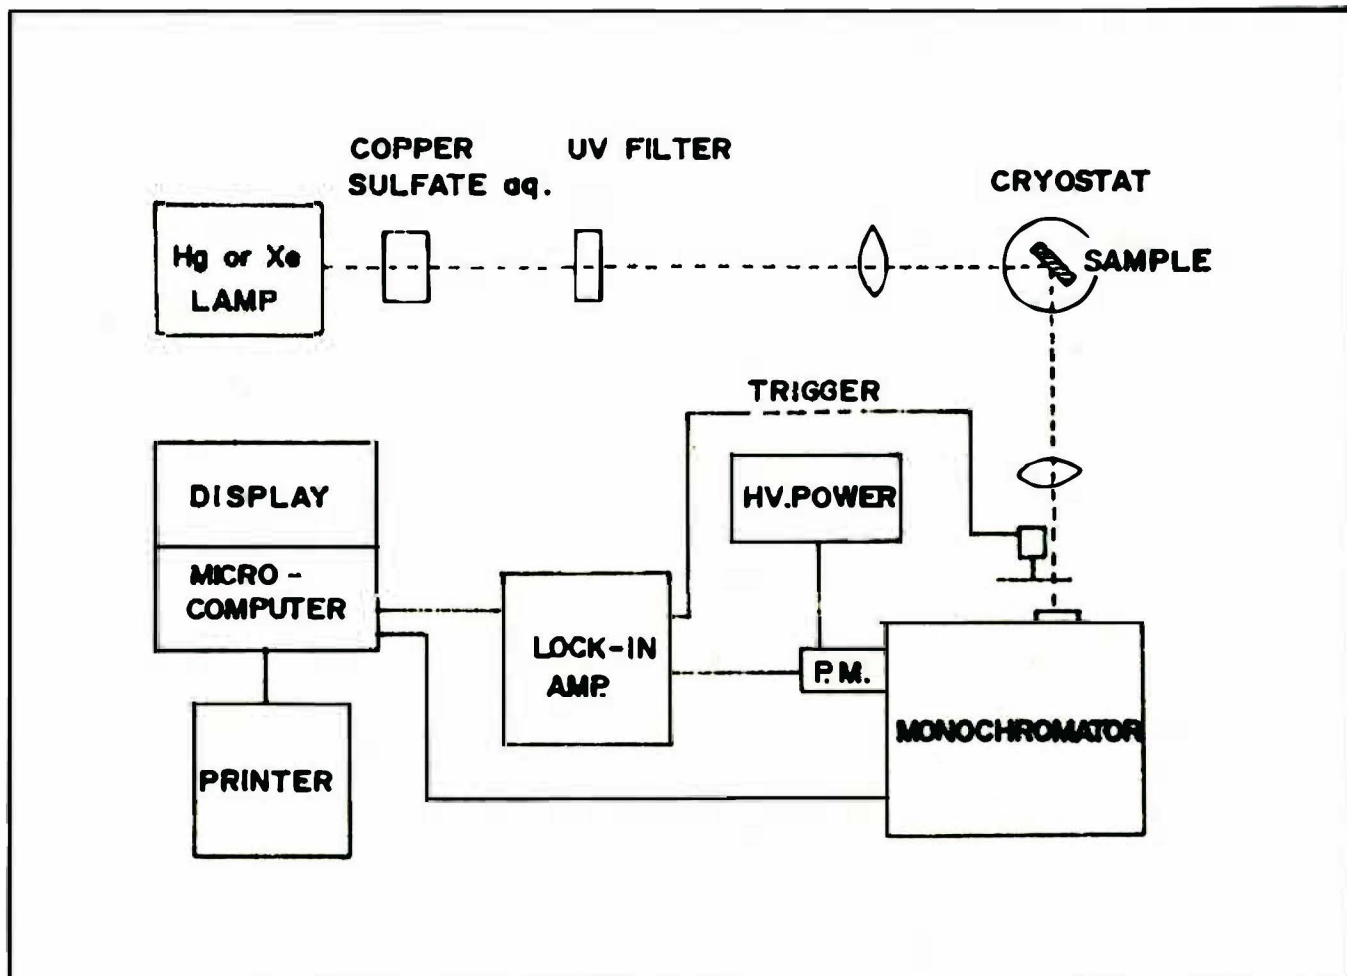 COPPER
SULFATE aq.
UV FILTER
CRYOSTAT
Hg or Xe
LAMP
SAMPLE
TRIGGER
DISPLAY
HV.POWER
MICRO-
COMPUTER
LOCK-IN
AMP.
P.M.
MONOCHROMATOR
PRINTER